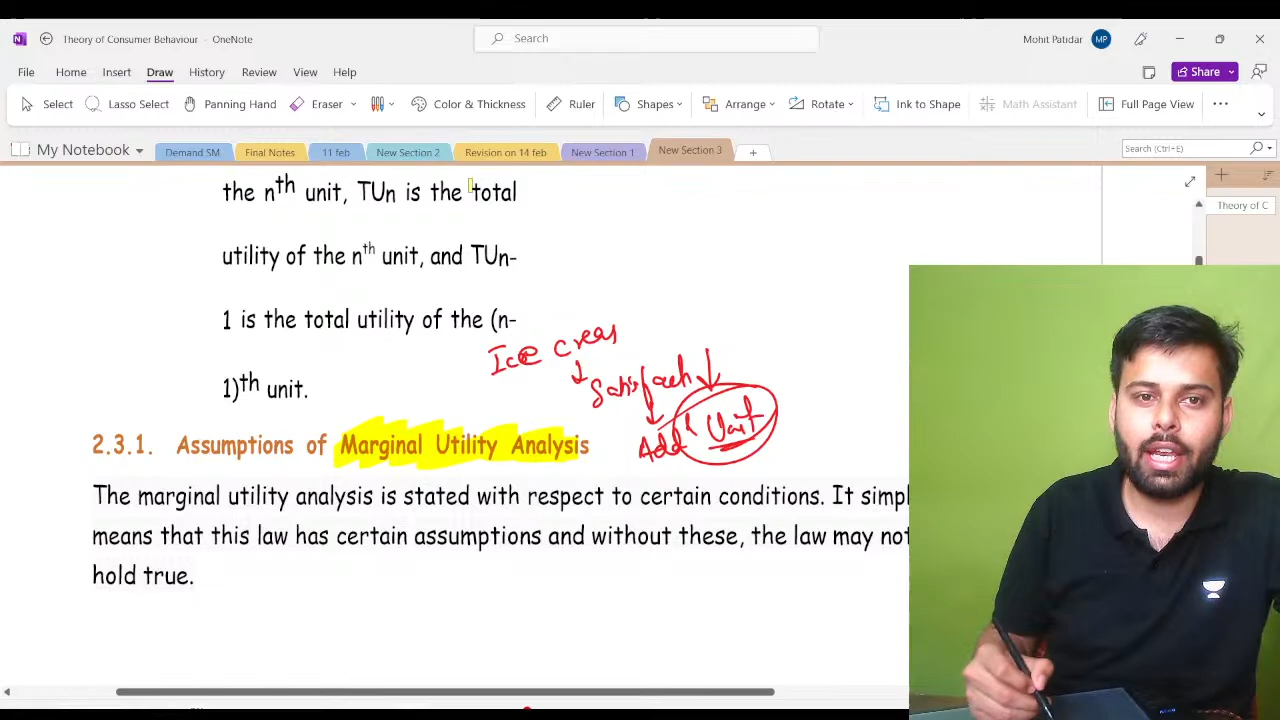 Theory of Consumer Behaviour - OneNote
Search
Mohit Patidar
MP
File Home Insert Draw History Review View Help
Share
Select Lasso Select Panning Hand Eraser Color & Thickness Ruler Shapes Arrange Rotate Ink to Shape Math Assistant Full Page View
My Notebook
Demand SM
Final Notes
11 feb
New Section 2
Revision on 14 feb
New Section 1
New Section 3
Search (Ctrl+E)
Theory of C
the nth unit, TUn is the total
utility of the nth unit, and TUn-
1 is the total utility of the (n-
1)th unit.
Ice
Unit
2.3.1. Assumptions of Marginal Utility Analysis
The marginal utility analysis is stated with respect to certain conditions. It simpl
means that this law has certain assumptions and without these, the law may not
hold true.